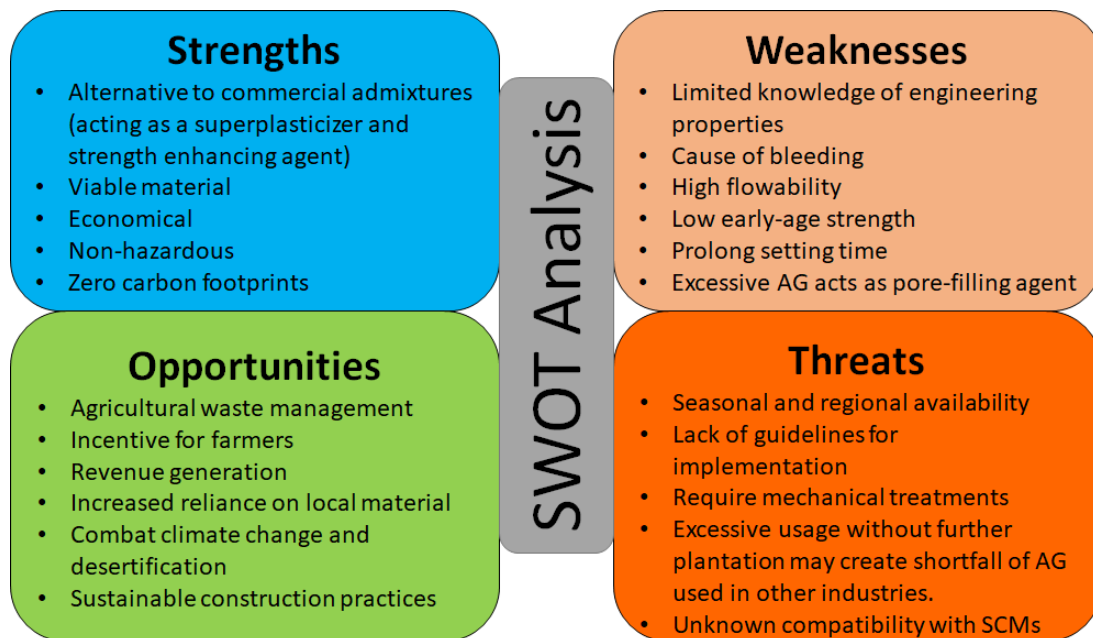 Strengths
• Alternative to commercial admixtures
(acting as a superplasticizer and
strength enhancing agent)
• Viable material
• Economical
• Non-hazardous
• Zero carbon footprints
Weaknesses
• Limited knowledge of engineering
properties
• Cause of bleeding
• High flowability
• Low early-age strength
• Prolong setting time
• Excessive AG acts as pore-filling agent
SWOT Analysis
Opportunities
• Agricultural waste management
• Incentive for farmers
• Revenue generation
• Increased reliance on local material
• Combat climate change and
desertification
• Sustainable construction practices
Threats
• Seasonal and regional availability
• Lack of guidelines for
implementation
• Require mechanical treatments
• Excessive usage without further
plantation may create shortfall of AG
used in other industries.
• Unknown compatibility with SCMs